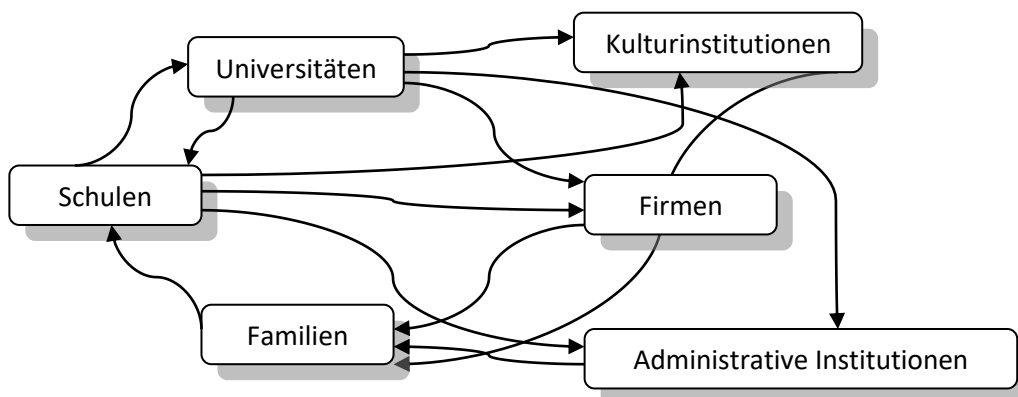 Kulturinstitutionen
Universitäten
Schulen
Firmen
Familien
Administrative Institutionen